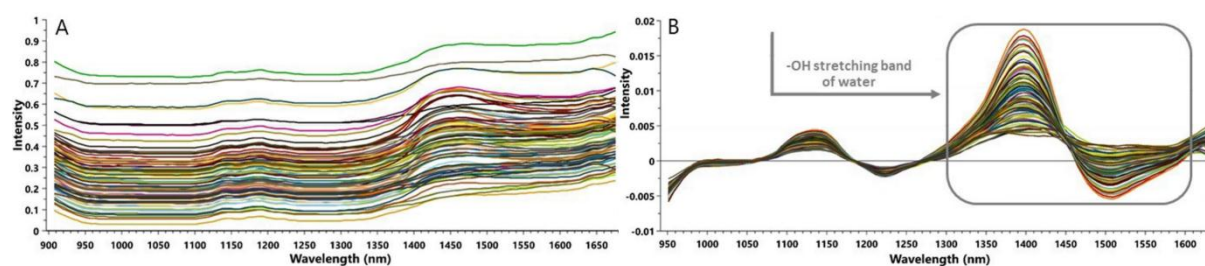 A
1
0.9
0.8
0.7
0.6
0.5
0.4
0.3
0.2
0.1
0
Intensity
900 950 1000 1050 1100 1150 1200 1250 1300 1350 1400 1450 1500 1550 1600 1650
Wavelength (nm)
B
0.02
0.015
0.01
0.005
0
-0.005
-0.01
Intensity
-OH stretching band
of water
950 1000 1050 1100 1150 1200 1250 1300 1350 1400 1450 1500 1550 1600
Wavelength (nm)